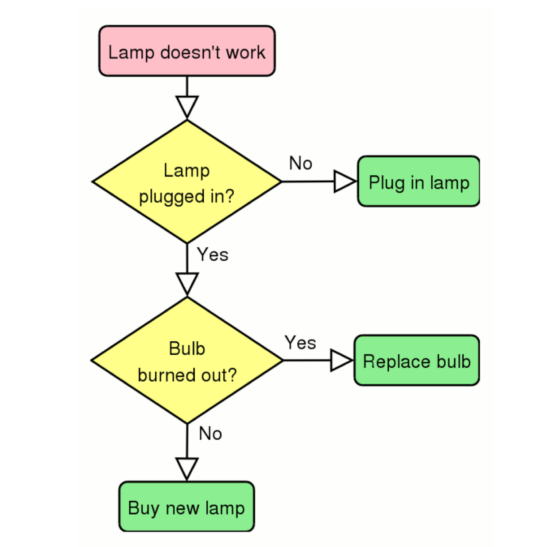 Lamp doesn't work
Lamp
plugged in?
No
Plug in lamp
Yes
Bulb
burned out?
Yes
Replace bulb
No
Buy new lamp